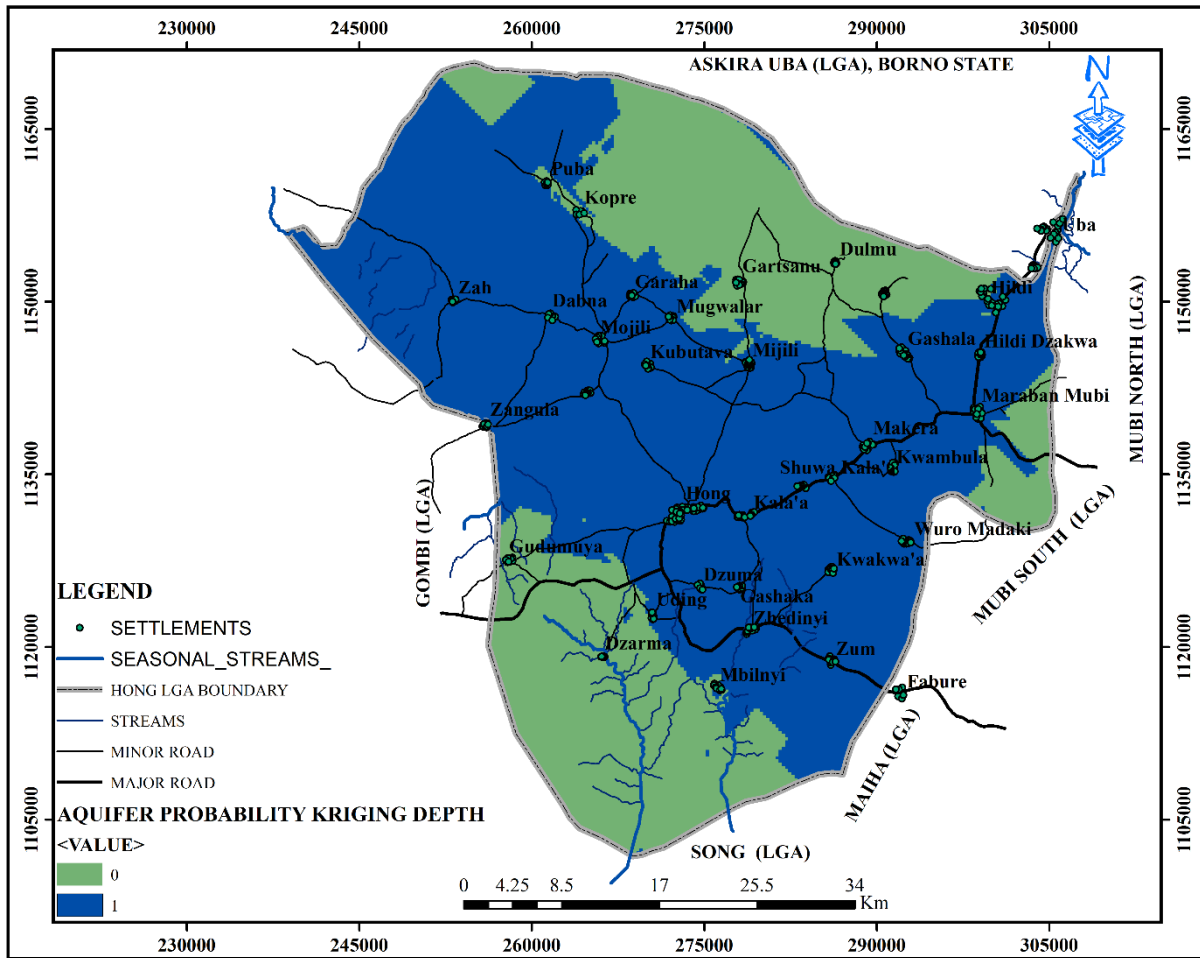 230000 245000 260000 275000 290000 305000
ASKIRA UBA (LGA), BORNO STATE
N
1165000
1165000
Puba
Kopre
Uba
Dulmu
Gartsanu
Garaha
Zah
Hildi
1150000
1150000
Dabna
Mugwalar
Mojili
Gashala
Hildi Dzakwa
Kubutava
Mijili
MUBI NORTH (LGA)
Maraban Mubi
Zangula
Makera
1135000
1135000
Shuwa Kala'a
Kwambula
Hong
Kala'a
Wuro Madaki
GOMBI (LGA)
Gudumuya
Kwakwa'a
MUBI SOUTH (LGA)
Dzuma
Gashaka
Uding
Zhedinyi
1120000
1120000
Dzarma
Zum
Mbilnyi
Fabure
MAIHA (LGA)
LEGEND
SETTLEMENTS
SEASONAL_STREAMS_
HONG LGA BOUNDARY
STREAMS
MINOR ROAD
MAJOR ROAD
AQUIFER PROBABILITY KRIGING DEPTH
<VALUE>
0
1
1105000
1105000
SONG (LGA)
0 4.25 8.5 17 25.5 34
Km
230000 245000 260000 275000 290000 305000